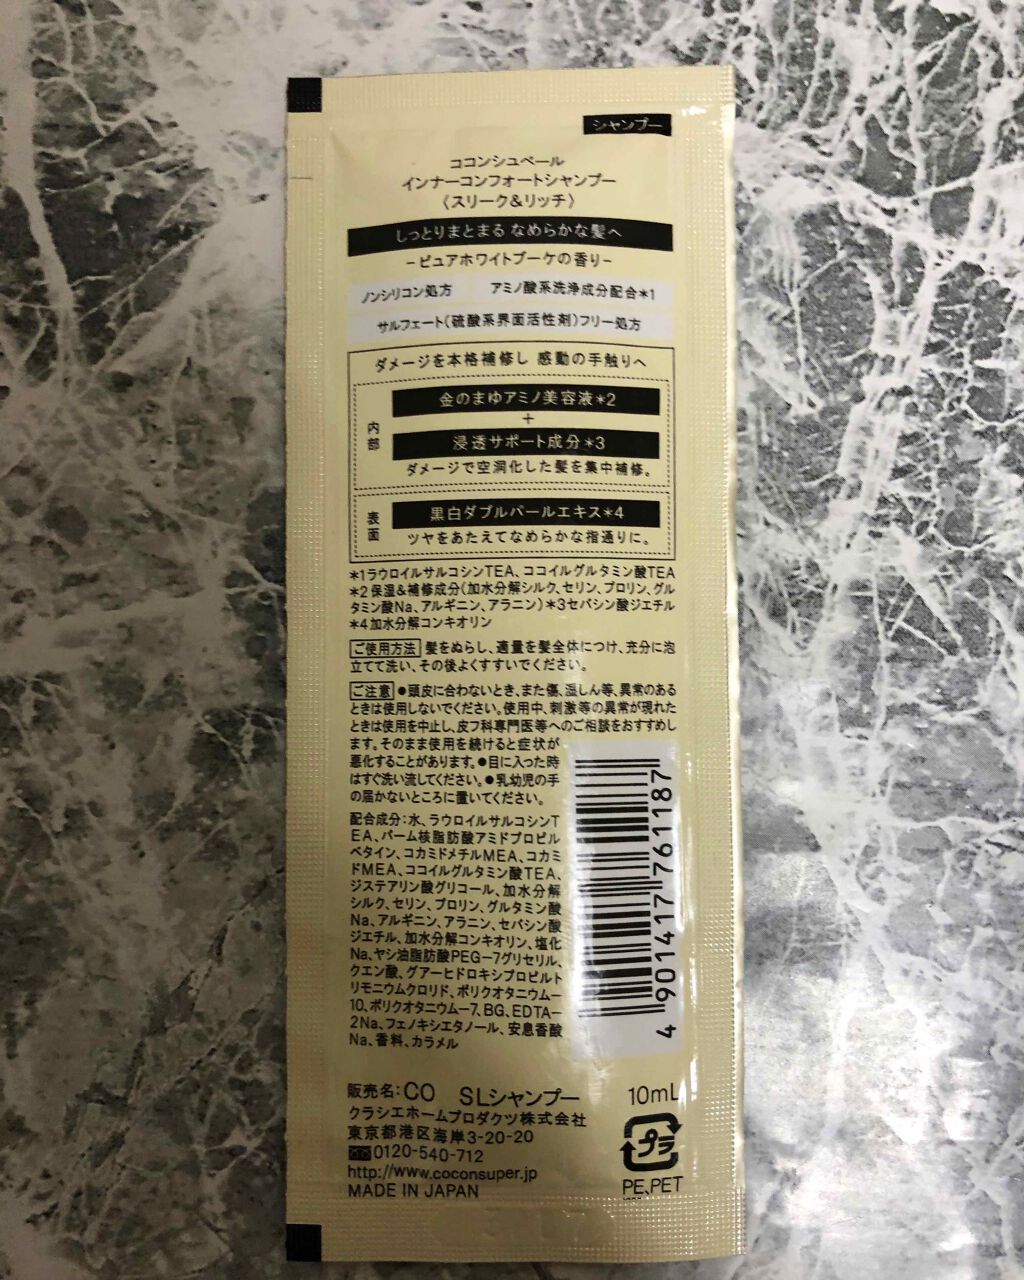 シャンプー
ココンシュペール
インナーコンフォートシャンプー
〈スリーク&リッチ〉
しっとりまとまる なめらかな髪へ
-ピュアホワイトブーケの香り-
ノンシリコン処方 アミノ酸系洗浄成分配合*1
サルフェート(硫酸系界面活性剤)フリー処方
ダメージを本格補修し 感動の手触りへ
内部
金のまゆアミノ美容液*2
+
浸透サポート成分*3
ダメージで空洞化した髪を集中補修。
表面
黒白ダブルパールエキス*4
ツヤをあたえてなめらかな指通りに。
*1ラウロイルサルコシンTEA、ココイルグルタミン酸TEA
*2保湿&補修成分(加水分解シルク、セリン、プロリン、グル
タミン酸Na、アルギニン、アラニン)*3セバシン酸ジエチル
*4加水分解コンキオリン
ご使用方法 髪をぬらし、適量を髪全体につけ、充分に泡
立てて洗い、その後よくすすいでください。
ご注意 ●頭皮に合わないとき、また傷、湿しん等、異常のある
ときは使用しないでください。使用中、刺激等の異常が現れた
ときは使用を中止し、皮フ科専門医等へのご相談をおすすめし
ます。そのまま使用を続けると症状が
悪化することがあります。●目に入った時
はすぐ洗い流してください。●乳幼児の手
の届かないところに置いてください。
配合成分:水、ラウロイルサルコシンT
EA、パーム核脂肪酸アミドプロピル
ベタイン、コカミドメチルMEA、コカミ
ドMEA、ココイルグルタミン酸TEA、
ジステアリン酸グリコール、加水分解
シルク、セリン、プロリン、グルタミン酸
Na、アルギニン、アラニン、セバシン酸
ジエチル、加水分解コンキオリン、塩化
Na、ヤシ油脂肪酸PEG-7グリセリル、
クエン酸、グアーヒドロキシプロピルト
リモニウムクロリド、ポリクオタニウム-
10、ポリクオタニウム-7、BG、EDTA-
2Na、フェノキシエタノール、安息香酸
Na、香料、カラメル
4 901417 761187
販売名:CO SLシャンプー 10mL
クラシエホームプロダクツ株式会社
東京都港区海岸3-20-20
0120-540-712
http://www.coconsuper.jp
MADE IN JAPAN
プラ
PE、PET